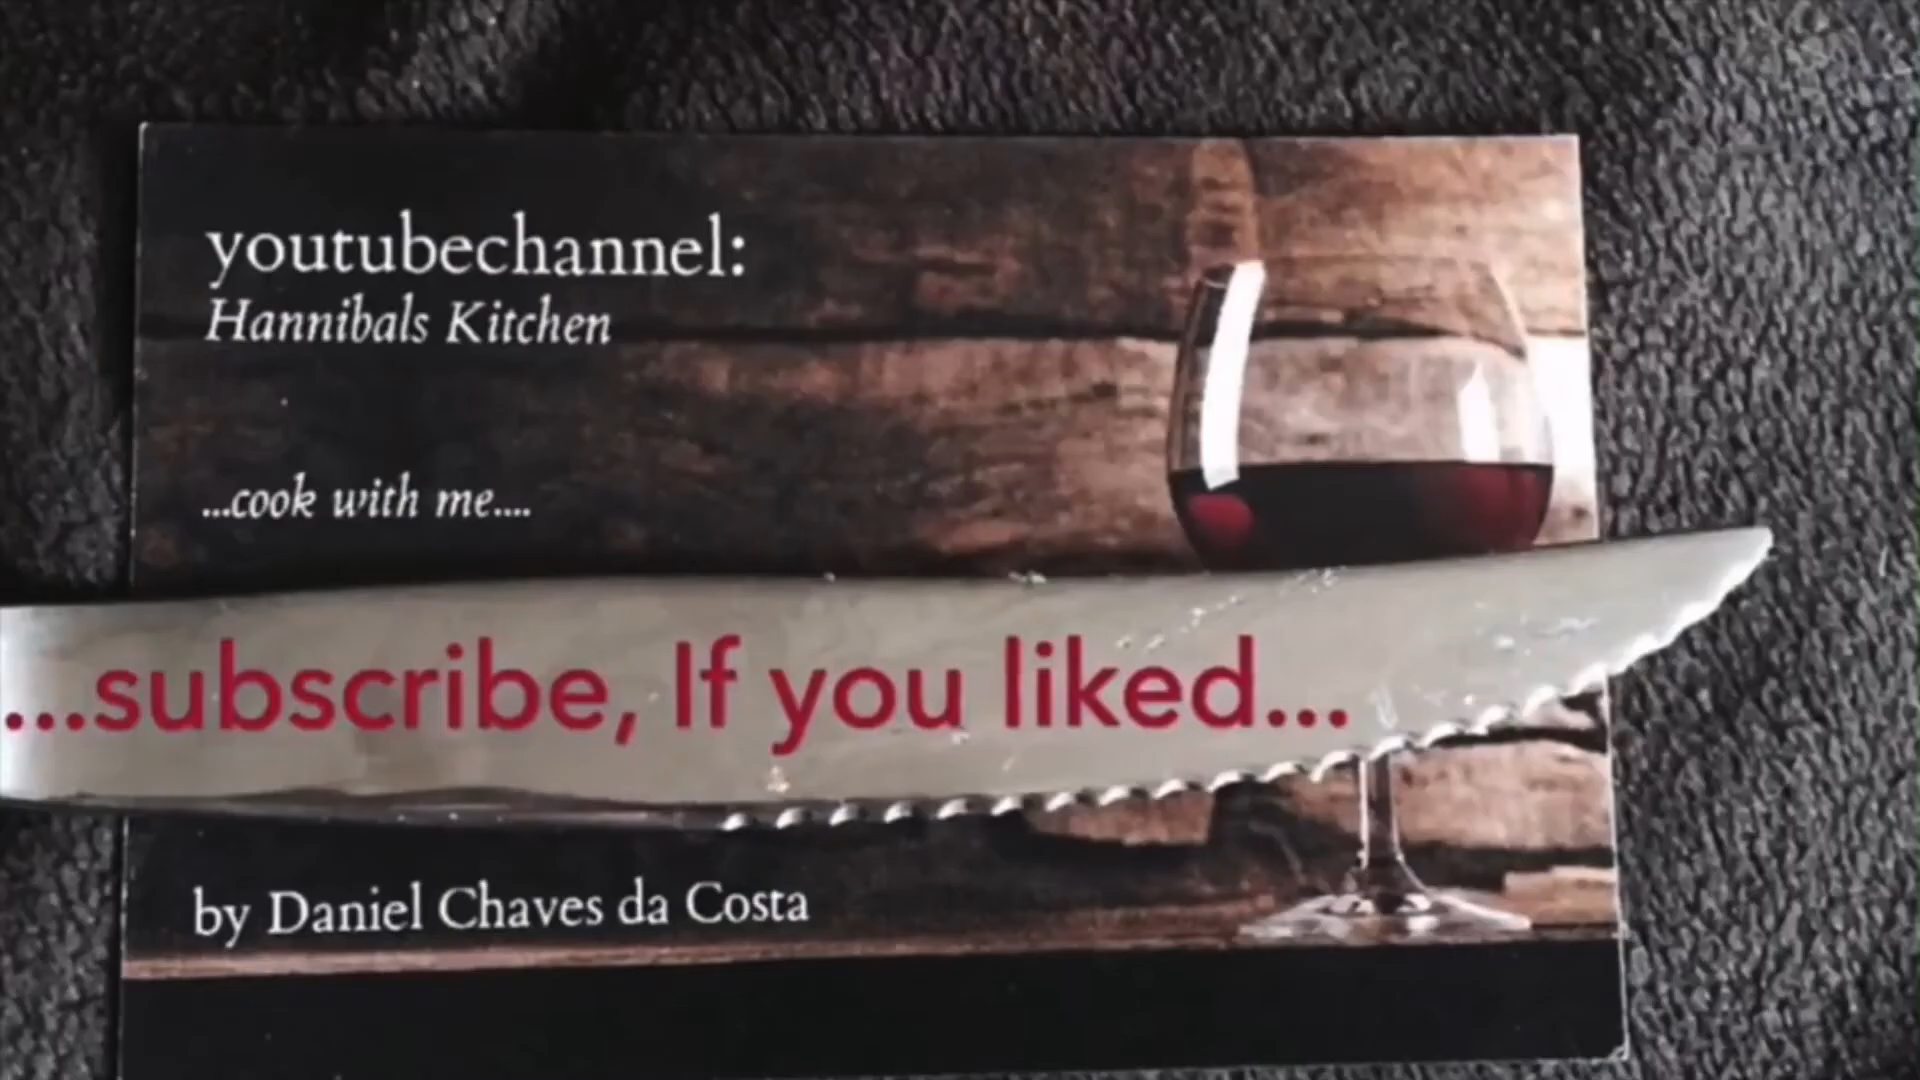 youtubechannel:
Hannibals Kitchen
...cook with me....
...subscribe, If you liked...
by Daniel Chaves da Costa